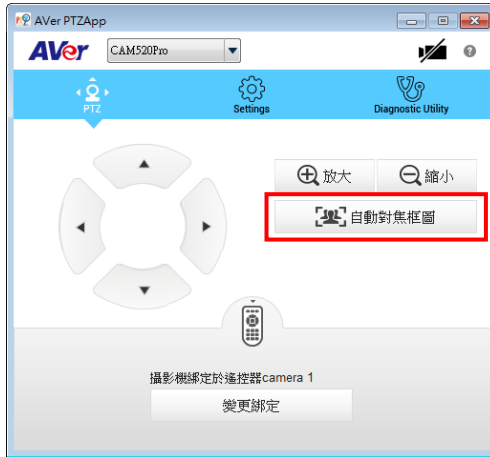 AVer PTZApp
AVer CAM520Pro
PTZ Settings Diagnostic Utility
放大 縮小
自動對焦框圖
攝影機綁定於遙控器camera 1
變更綁定